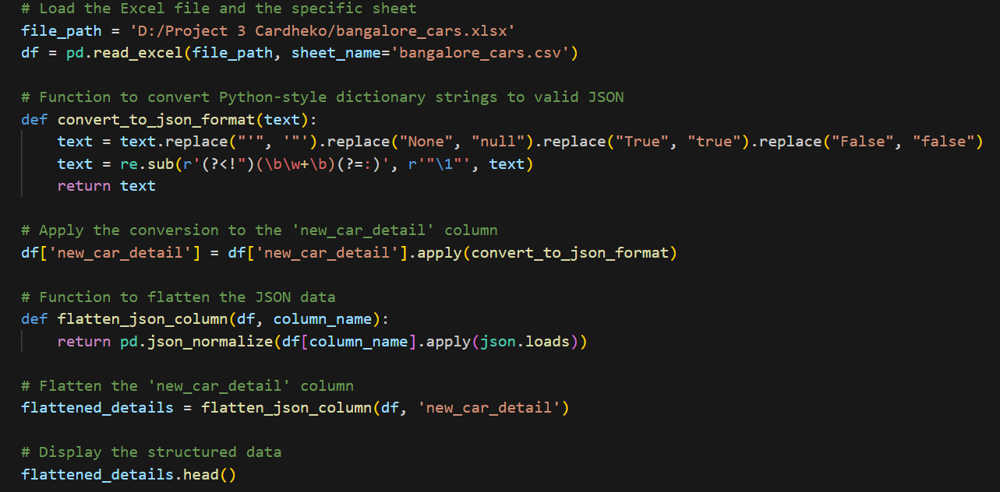 # Load the Excel file and the specific sheet
file_path = 'D:/Project 3 Cardheko/bangalore_cars.xlsx'
df = pd.read_excel(file_path, sheet_name='bangalore_cars.csv')

# Function to convert Python-style dictionary strings to valid JSON
def convert_to_json_format(text):
    text = text.replace("'", '"').replace("None", "null").replace("True", "true").replace("False", "false")
    text = re.sub(r'(?<!")(\b\w+\b)(?=:)', r'"\1"', text)
    return text

# Apply the conversion to the 'new_car_detail' column
df['new_car_detail'] = df['new_car_detail'].apply(convert_to_json_format)

# Function to flatten the JSON data
def flatten_json_column(df, column_name):
    return pd.json_normalize(df[column_name].apply(json.loads))

# Flatten the 'new_car_detail' column
flattened_details = flatten_json_column(df, 'new_car_detail')

# Display the structured data
flattened_details.head()